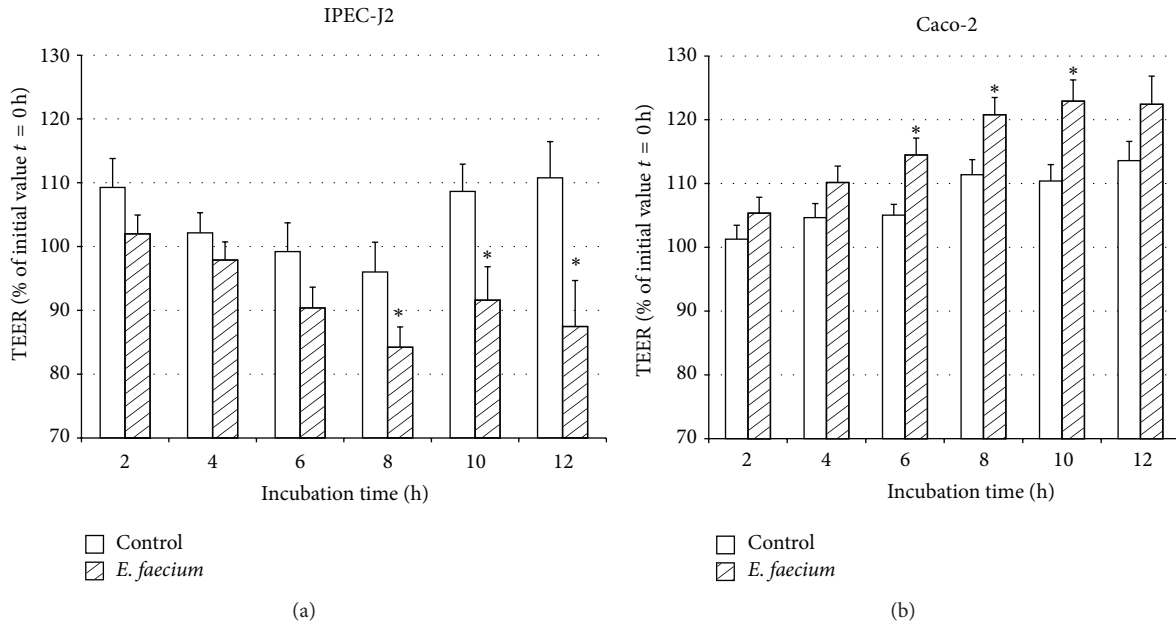 IPEC-J2
TEER (% of initial value t = 0 h)
130
120
110
100
90
80
70
*
*
*
2 4 6 8 10 12
Incubation time (h)
Control
E. faecium
(a)
Caco-2
TEER (% of initial value t = 0 h)
130
120
110
100
90
80
70
*
*
*
2 4 6 8 10 12
Incubation time (h)
Control
E. faecium
(b)